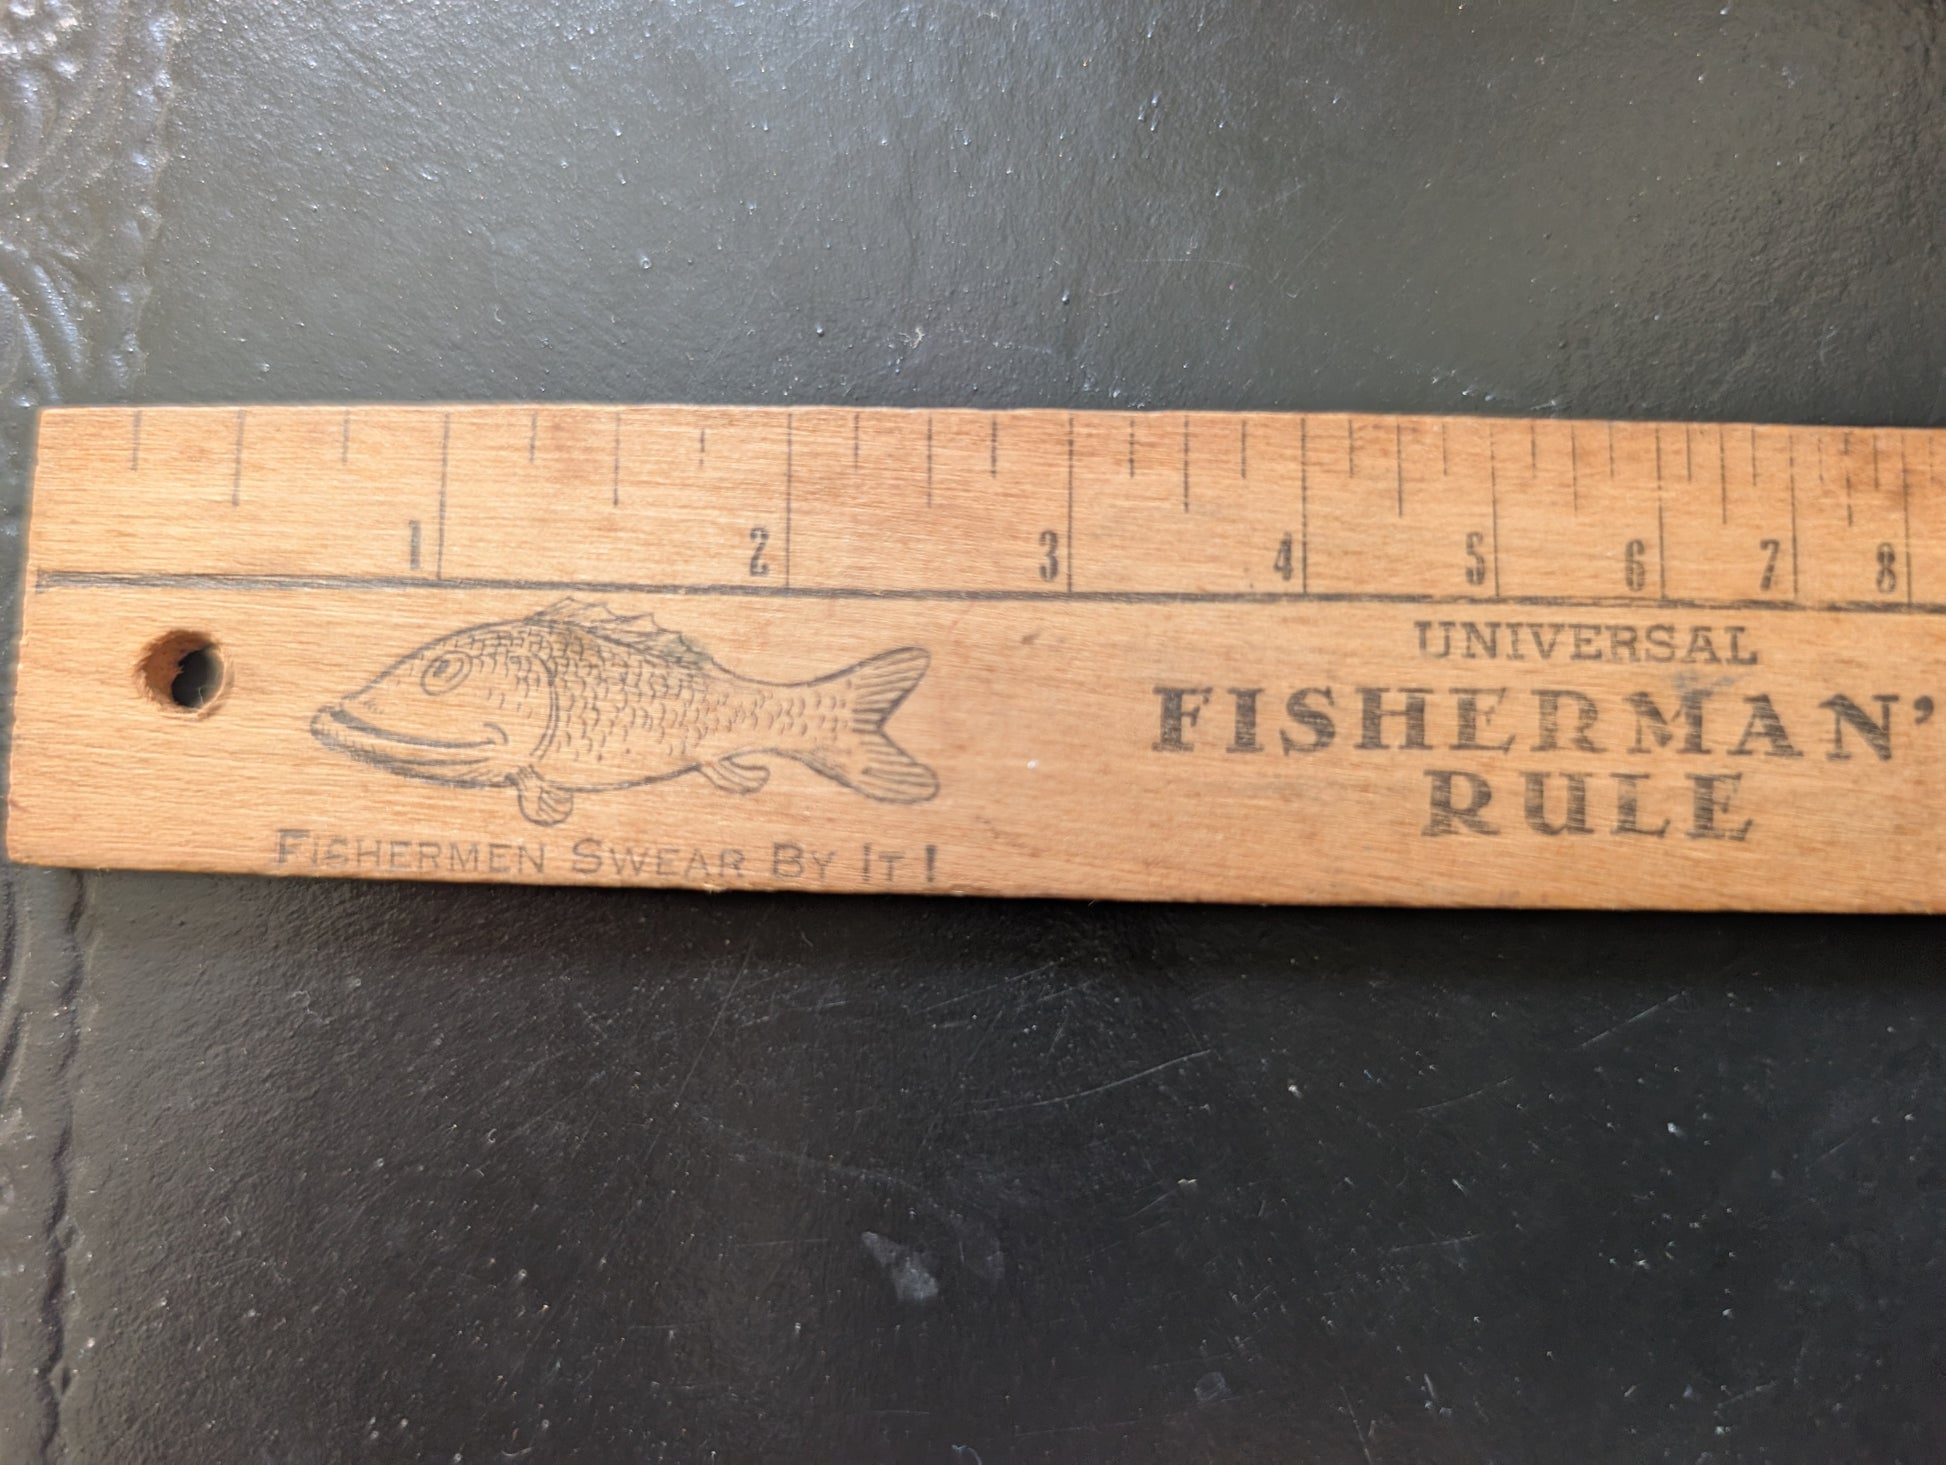 1 2 3 4 5 6 7 8
UNIVERSAL
FISHERMAN'
RULE
FISHERMEN SWEAR BY IT!